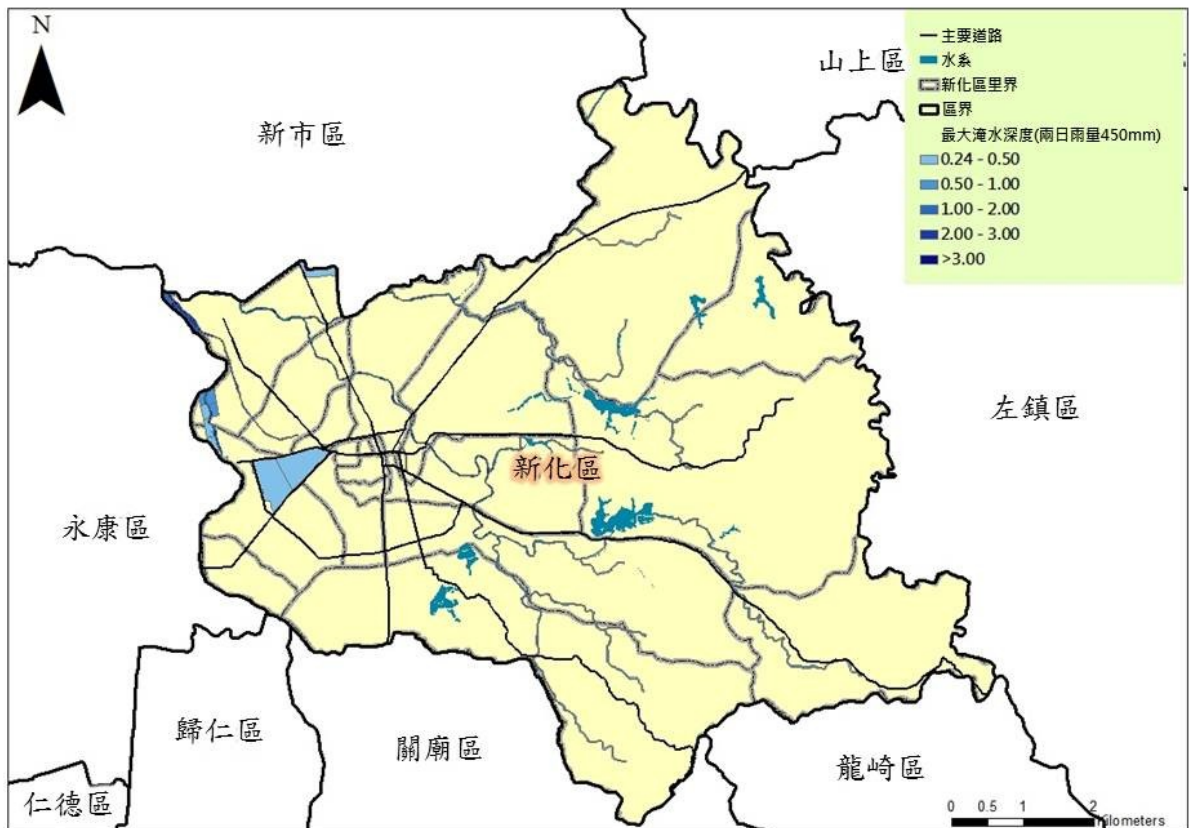 N
主要道路
水系
新化區里界
區界
最大淹水深度(兩日雨量450mm)
0.24 - 0.50
0.50 - 1.00
1.00 - 2.00
2.00 - 3.00
>3.00
山上區
新市區
左鎮區
新化區
永康區
歸仁區
關廟區
龍崎區
仁德區
0 0.5 1 2
Kilometers